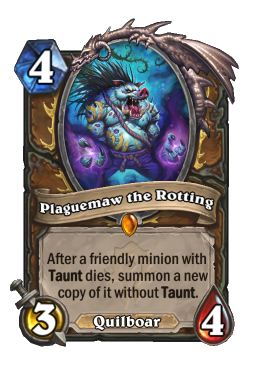 4
Plaguemaw the Rotting
After a friendly minion with
Taunt dies, summon a new
copy of it without Taunt.
3
Quilboar
4